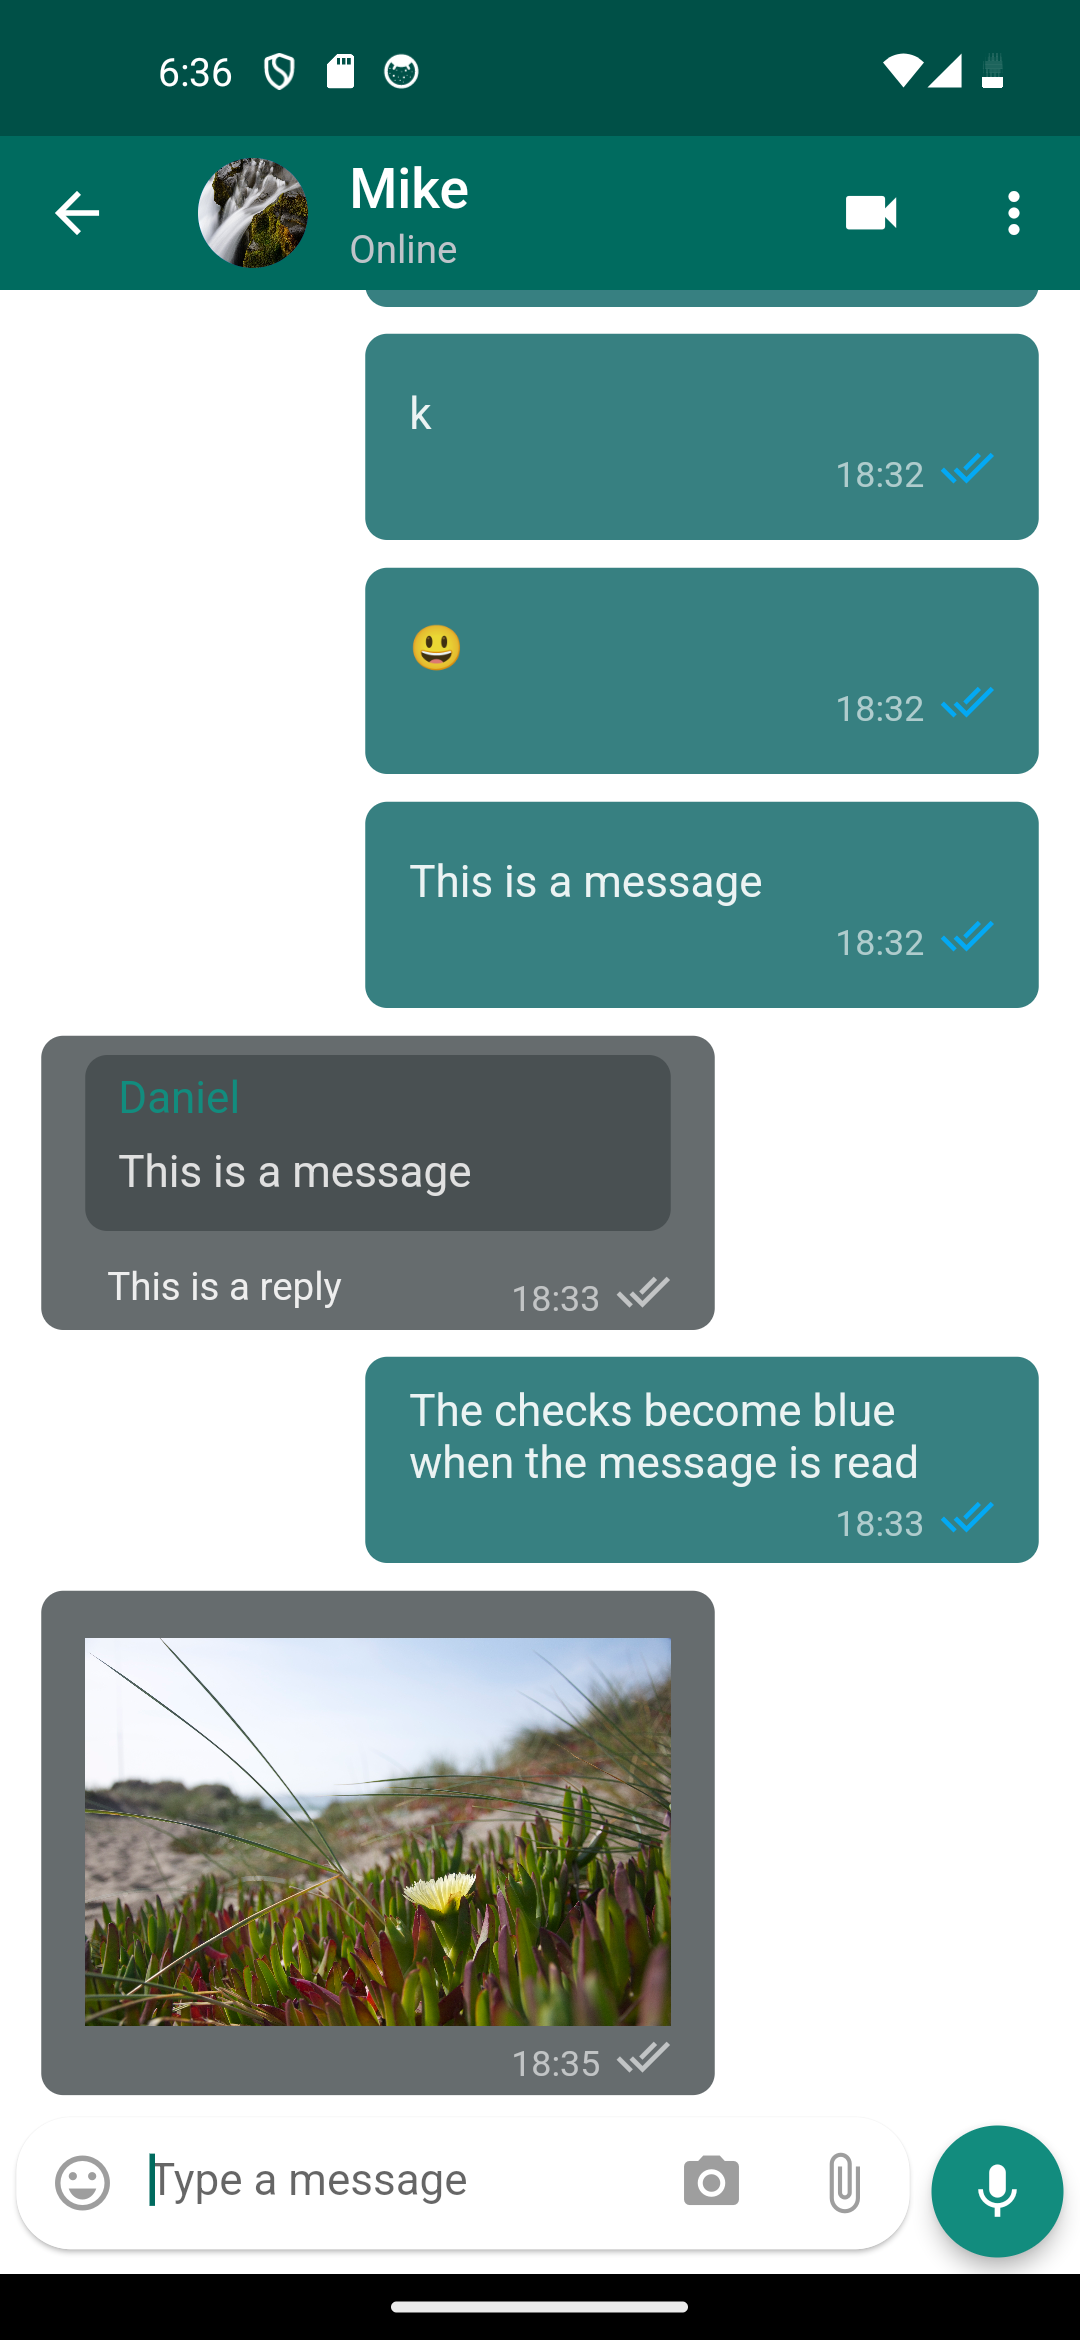 6:36
Mike
Online
k
18:32
😃
18:32
This is a message
18:32
Daniel
This is a message
This is a reply
18:33
The checks become blue
when the message is read
18:33
18:35
Type a message